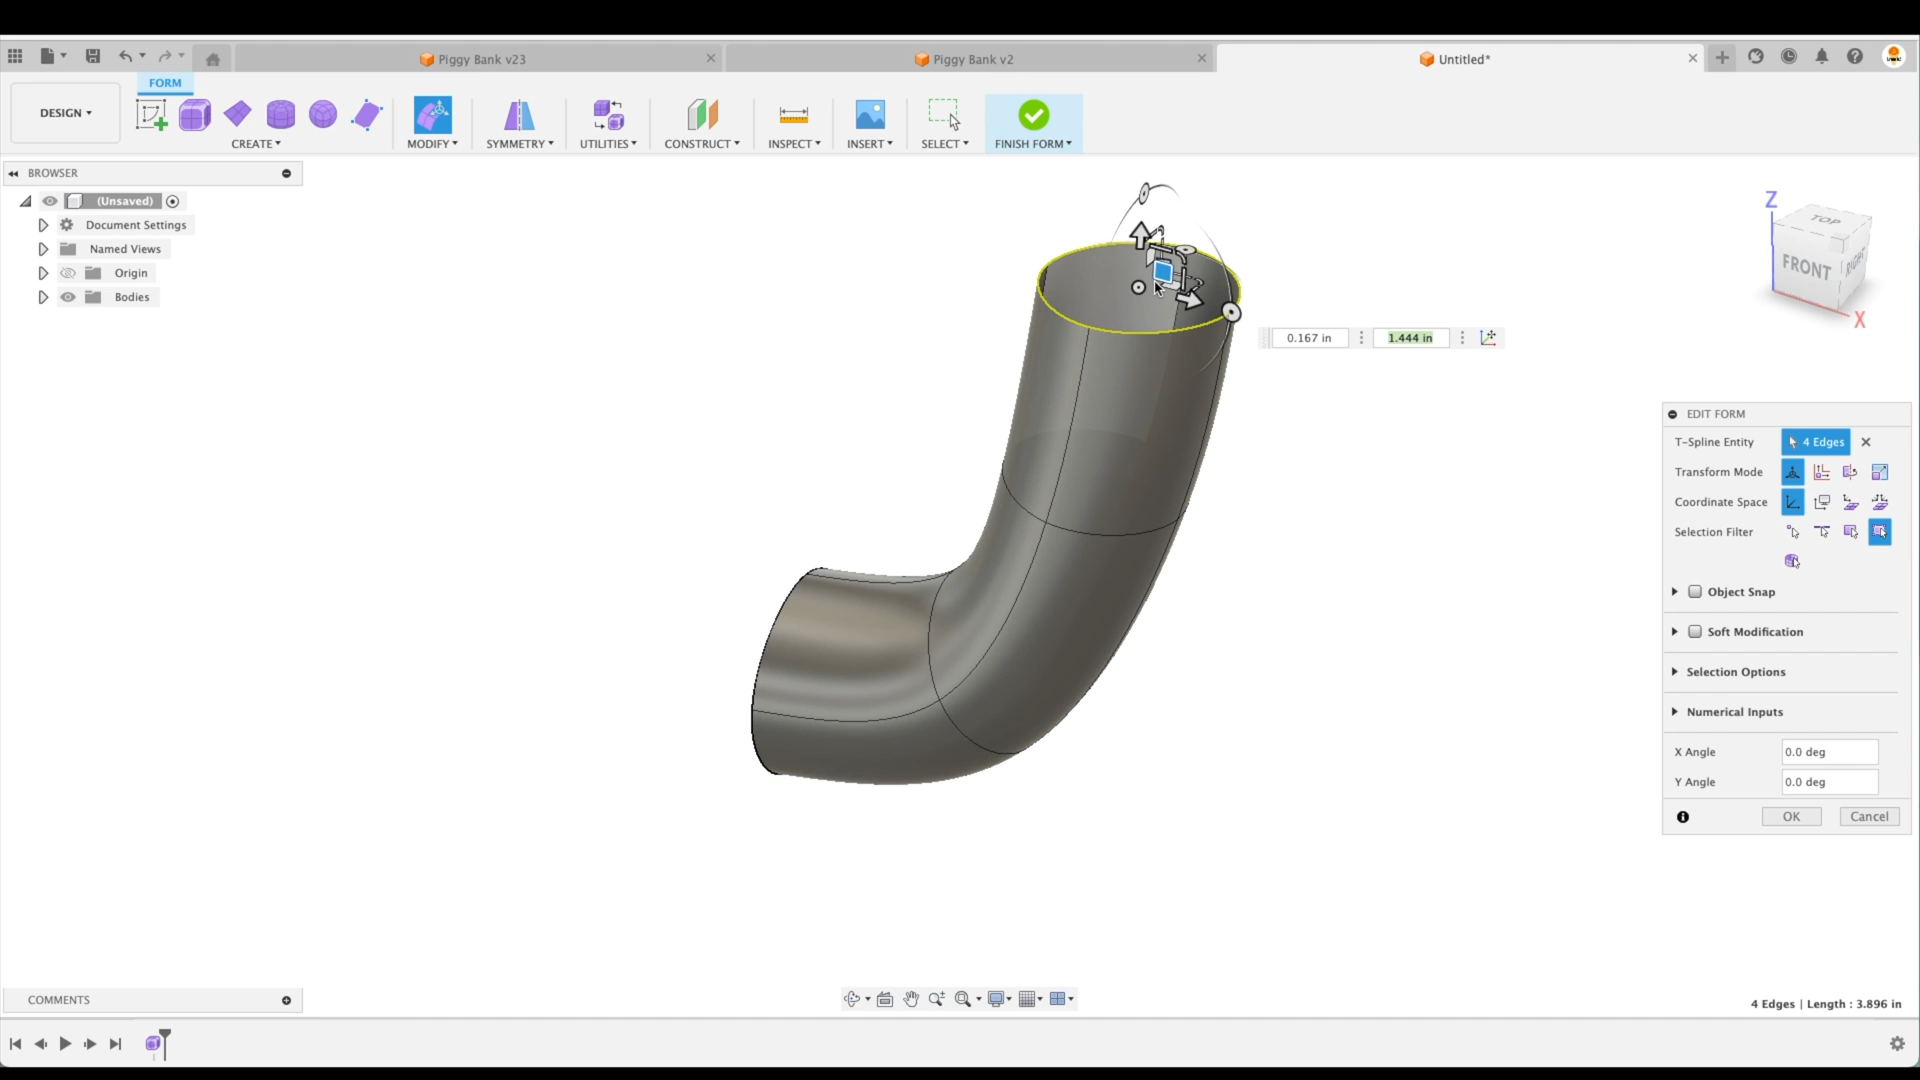 Piggy Bank v23
Piggy Bank v2
Untitled*
FORM
DESIGN
CREATE
MODIFY
SYMMETRY
UTILITIES
CONSTRUCT
INSPECT
INSERT
SELECT
FINISH FORM
BROWSER
(Unsaved)
Document Settings
Named Views
Origin
Bodies
Z
TOP
FRONT
RIGHT
X
0.167 in
1.444 in
EDIT FORM
T-Spline Entity
4 Edges
Transform Mode
Coordinate Space
Selection Filter
Object Snap
Soft Modification
Selection Options
Numerical Inputs
X Angle
0.0 deg
Y Angle
0.0 deg
OK
Cancel
COMMENTS
4 Edges | Length : 3.896 in